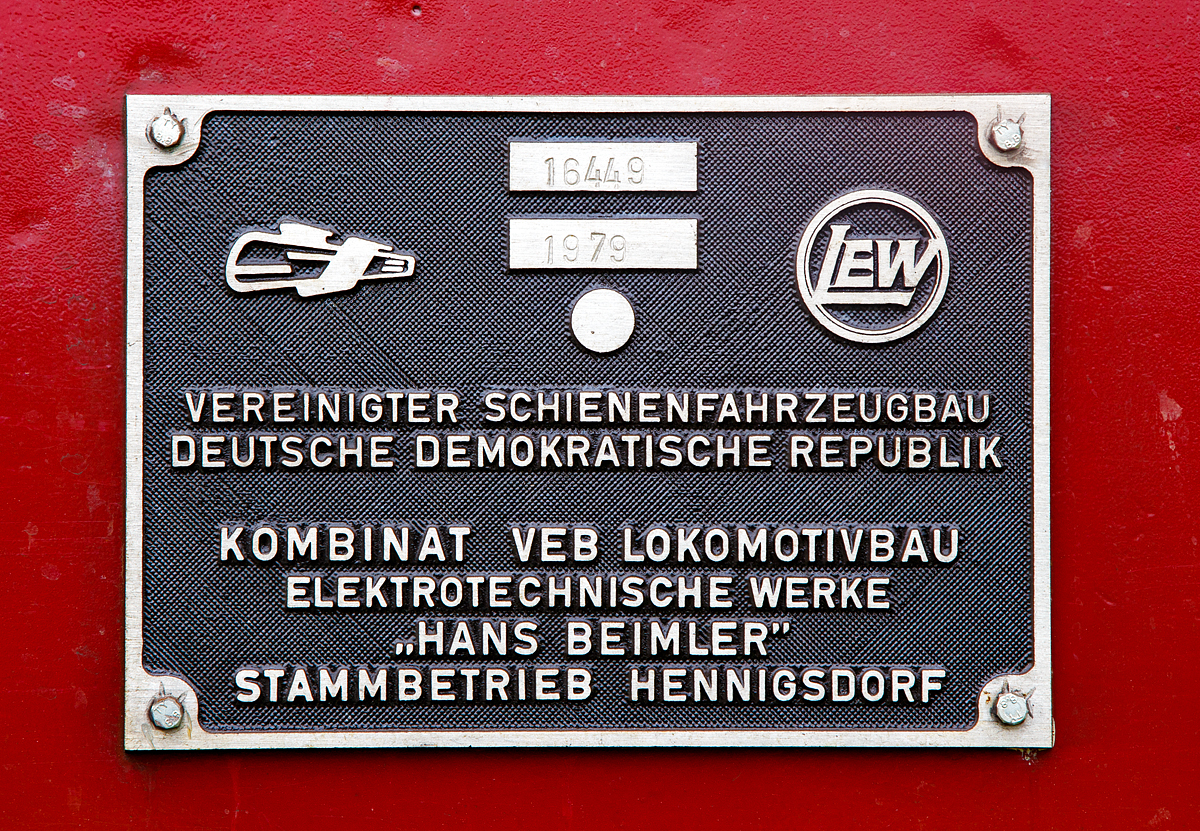 16449
1979
LEW
VEREINIGTER SCHIENENFAHRZEUGBAU
DEUTSCHE DEMOKRATISCHE REPUBLIK
KOMBINAT VEB LOKOMOTIVBAU
ELEKTROTECHNISCHE WERKE
„HANS BEIMLER”
STAMMBETRIEB HENNIGSDORF